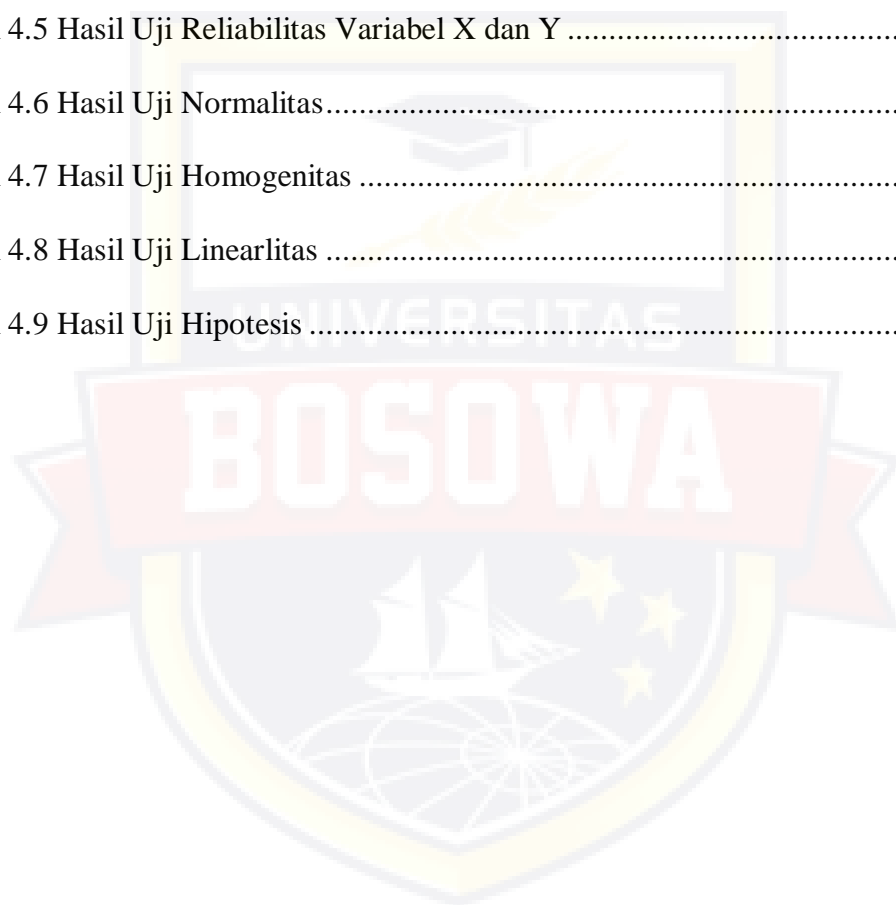 4.5 Hasil Uji Reliabilitas Variabel X dan Y ........................................
4.6 Hasil Uji Normalitas.....................................................................
4.7 Hasil Uji Homogenitas .................................................................
4.8 Hasil Uji Linearlitas .....................................................................
4.9 Hasil Uji Hipotesis .......................................................................
UNIVERSITAS
BOSOWA